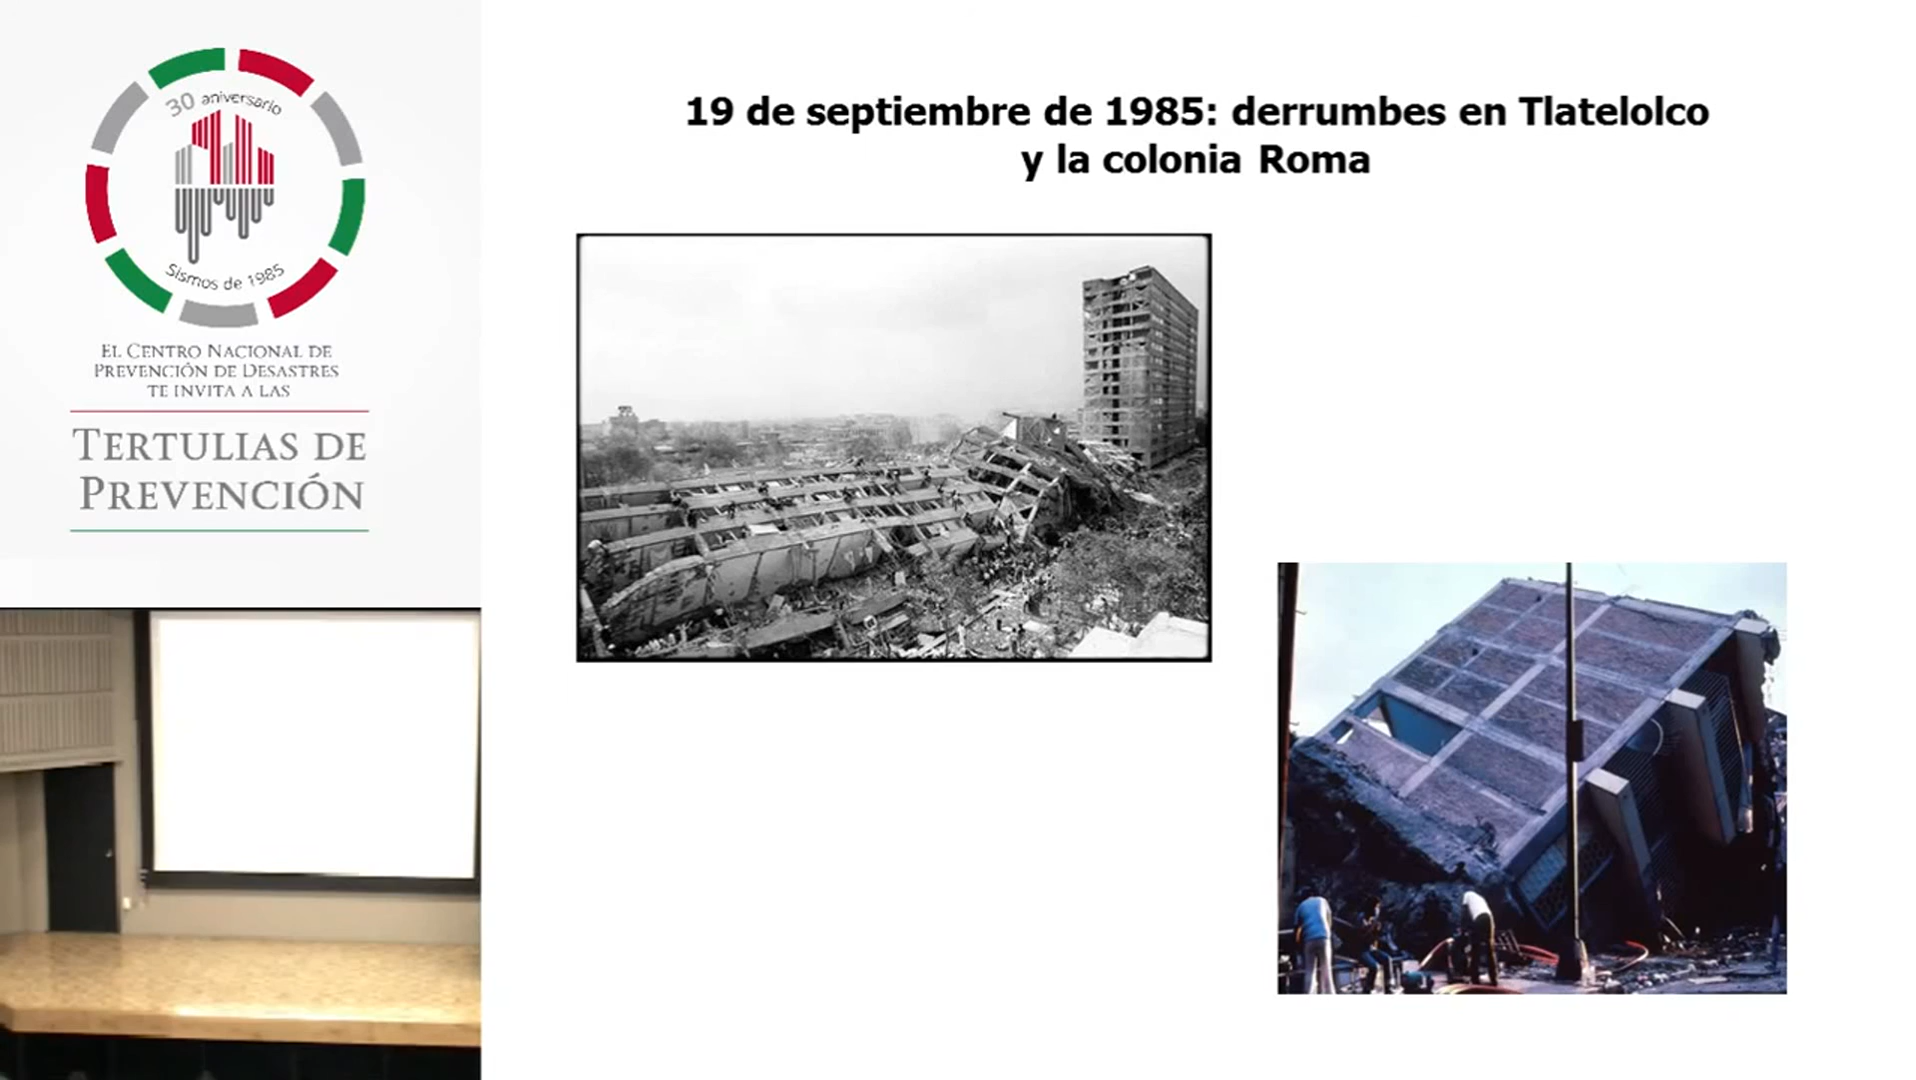 30 aniversario
Sismos de 1985
EL CENTRO NACIONAL DE
PREVENCIÓN DE DESASTRES
TE INVITA A LAS
TERTULIAS DE
PREVENCIÓN
19 de septiembre de 1985: derrumbes en Tlatelolco
y la colonia Roma